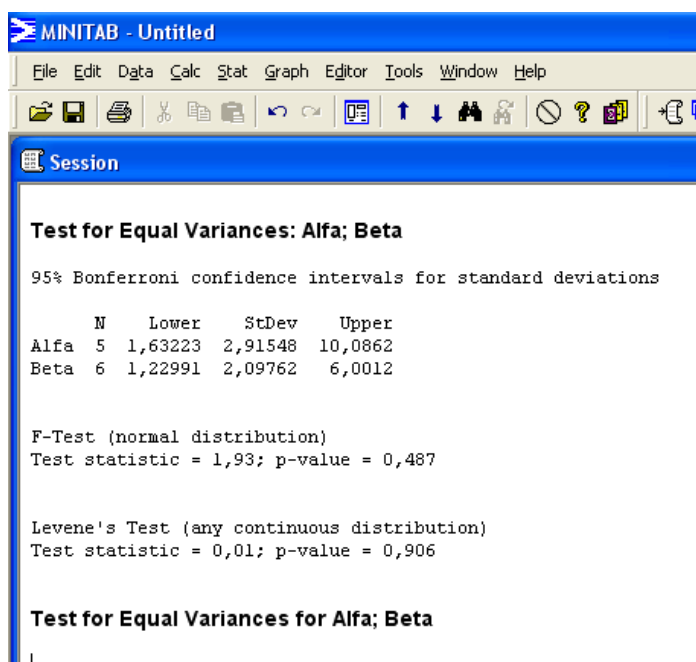 MINITAB - Untitled
File Edit Data Calc Stat Graph Editor Tools Window Help
Session
Test for Equal Variances: Alfa; Beta
95% Bonferroni confidence intervals for standard deviations
N Lower StDev Upper
Alfa 5 1,63223 2,91548 10,0862
Beta 6 1,22991 2,09762 6,0012
F-Test (normal distribution)
Test statistic = 1,93; p-value = 0,487
Levene's Test (any continuous distribution)
Test statistic = 0,01; p-value = 0,906
Test for Equal Variances for Alfa; Beta